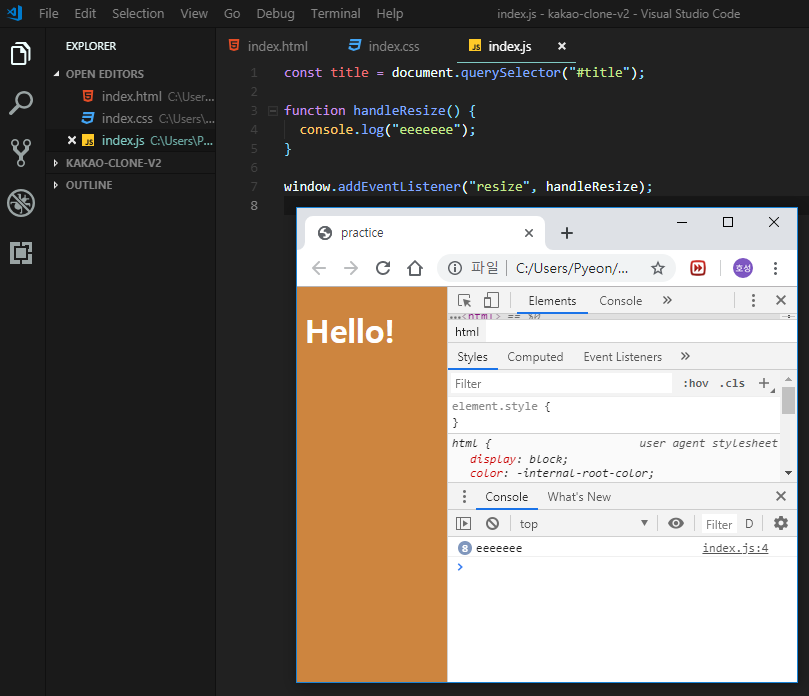 File Edit Selection View Go Debug Terminal Help index.js - kakao-clone-v2 - Visual Studio Code
EXPLORER
OPEN EDITORS
index.html C:\User...
index.css C:\Users\...
index.js C:\Users\P...
KAKAO-CLONE-V2
OUTLINE
index.html index.css index.js
1 const title = document.querySelector("#title");
2
3 function handleResize() {
4 console.log("eeeeeee");
5 }
6
7 window.addEventListener("resize", handleResize);
8
practice
파일 C:/Users/Pyeon/... 호성
Hello!
Elements Console
...<html> == $0
html
Styles Computed Event Listeners
Filter :hov .cls
element.style {
}
html { user agent stylesheet
display: block;
color: -internal-root-color;
Console What's New
top Filter D
8 eeeeeee index.js:4